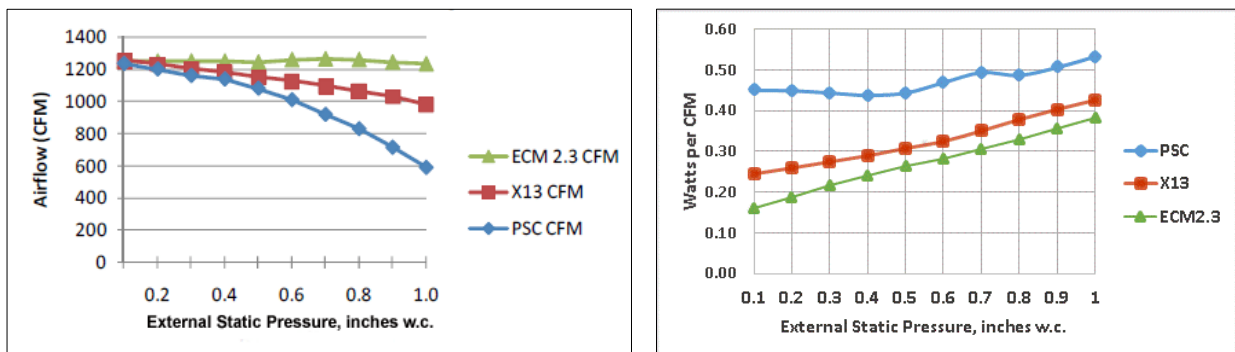 1400
1200
1000
800
600
400
200
0
Airflow (CFM)
0.2 0.4 0.6 0.8 1.0
External Static Pressure, inches w.c.
ECM 2.3 CFM
X13 CFM
PSC CFM
0.60
0.50
0.40
0.30
0.20
0.10
0.00
Watts per CFM
0.1 0.2 0.3 0.4 0.5 0.6 0.7 0.8 0.9 1
External Static Pressure, inches w.c.
PSC
X13
ECM2.3